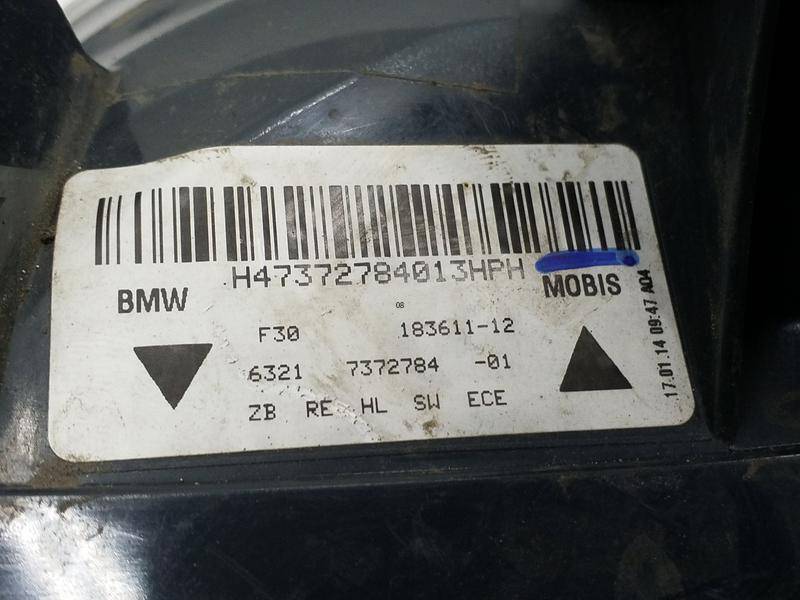 H47372784013HPH
BMW
MOBIS
08
F30 183611-12
6321 7372784 -01
ZB RE HL SW ECE
17.01.14 09:47 A04